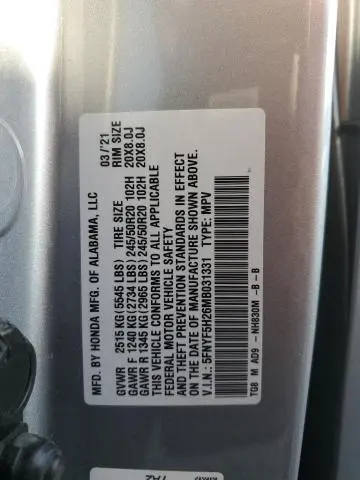 MFD. BY HONDA MFG. OF ALABAMA, LLC 03/'21
GVWR 2515 KG (5545 LBS) TIRE SIZE RIM SIZE
GAWR F 1240 KG (2734 LBS) 245/50R20 102H 20X8.0J
GAWR R 1345 KG (2965 LBS) 245/50R20 102H 20X8.0J
THIS VEHICLE CONFORMS TO ALL APPLICABLE
FEDERAL MOTOR VEHICLE SAFETY
AND THEFT PREVENTION STANDARDS IN EFFECT
ON THE DATE OF MANUFACTURE SHOWN ABOVE.
V.I.N.: 5FNYF5H26MB031331 TYPE: MPV
TG8 M AD9 - NH830M -B -B